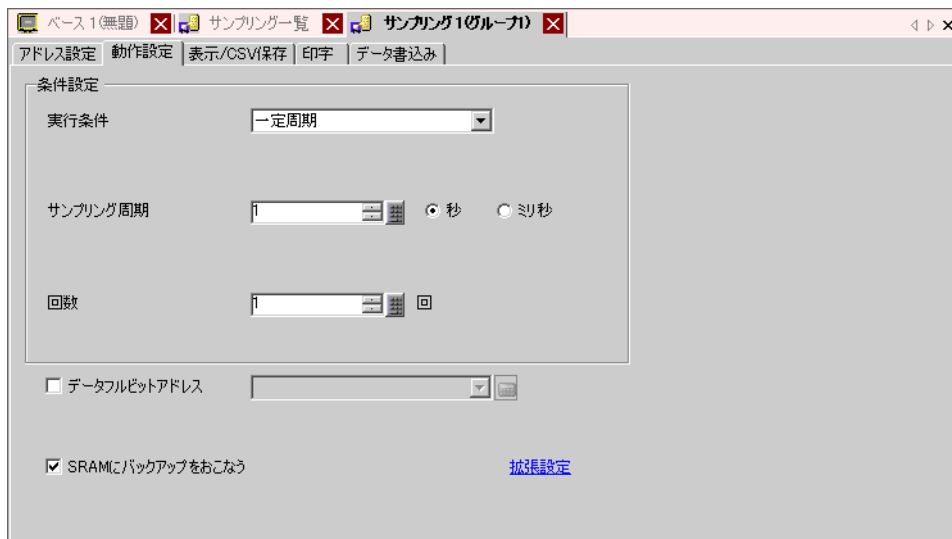 ベース 1(無題) サンプリング一覧 サンプリング 1(グループ1)
アドレス設定 動作設定 表示/CSV保存 印字 データ書込み
条件設定
実行条件 一定周期
サンプリング周期 1 秒 ミリ秒
回数 1 回
データフルビットアドレス
SRAMにバックアップをおこなう 拡張設定